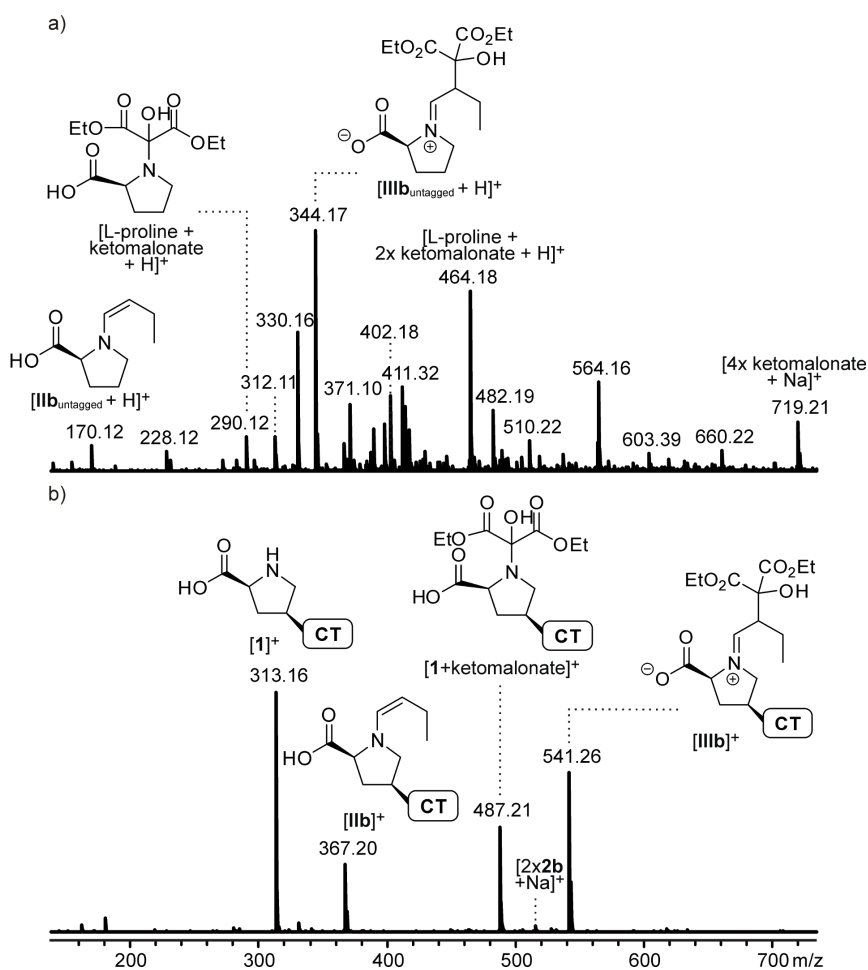 a)
EtO₂C
CO₂Et
OH
O
O
OH
EtO
OEt
N
O
HO
O
⊖O
N
⊕
[IIIb untagged + H]⁺
344.17
[L-proline +
ketomalonate
+ H]⁺
[L-proline +
2x ketomalonate + H]⁺
464.18
O
N
HO
[IIb untagged + H]⁺
330.16
312.11
402.18
371.10
411.32
564.16
[4x ketomalonate
+ Na]⁺
170.12
228.12
290.12
482.19
510.22
603.39
660.22
719.21
b)
O
H
N
HO
CT
[1]⁺
313.16
O
O
OH
EtO
OEt
O
N
HO
CT
[1+ketomalonate]⁺
487.21
EtO₂C
CO₂Et
OH
O
⊖O
N
⊕
CT
[IIIb]⁺
541.26
O
N
HO
CT
[IIb]⁺
367.20
[2x2b
+Na]⁺
200
300
400
500
600
700 m/z